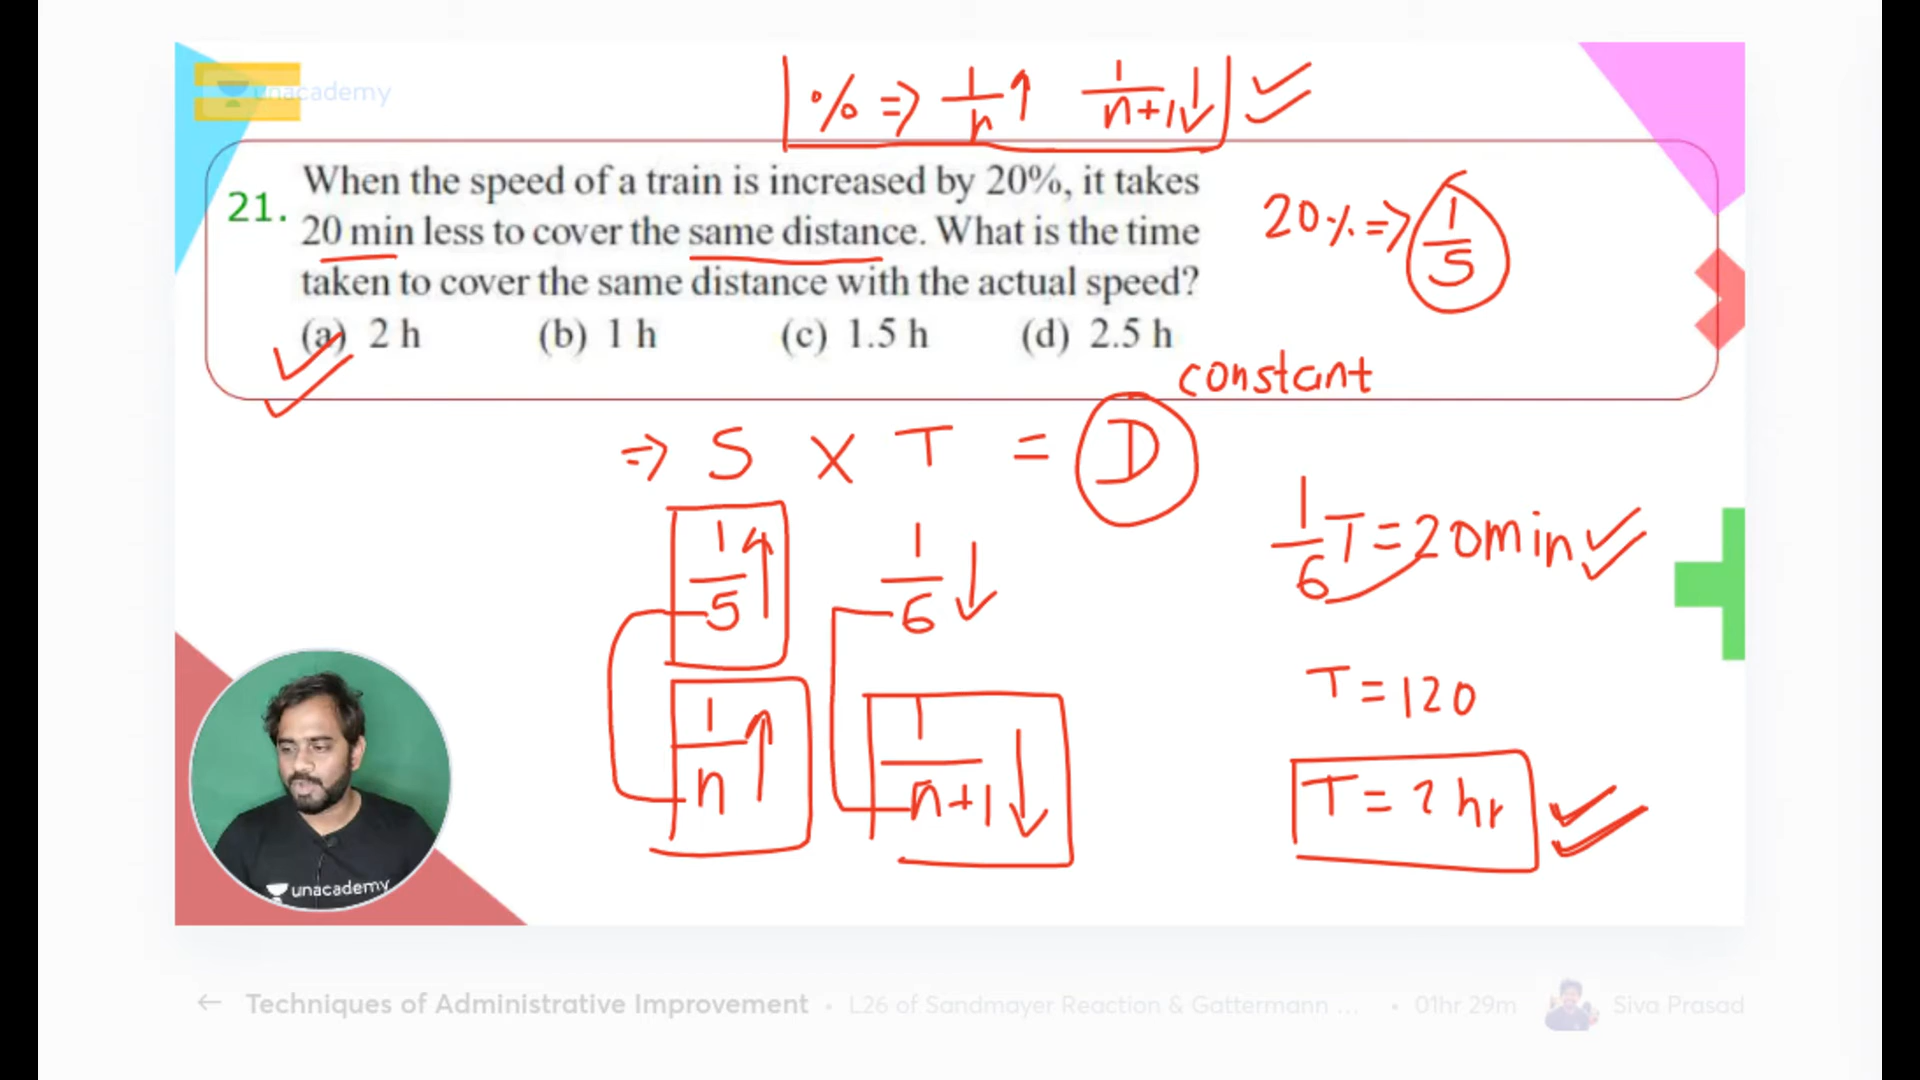 unacademy
% => 1/n ↑ 1/n+1 ↓
21. When the speed of a train is increased by 20%, it takes
20 min less to cover the same distance. What is the time
taken to cover the same distance with the actual speed?
(a) 2 h (b) 1 h (c) 1.5 h (d) 2.5 h
20% => 1/5
constant
=> S X T = D
1/5 ↑ 1/6 ↓
1/n ↑ 1/n+1 ↓
1/6 T = 20min
T = 120
T = 2 hr
unacademy
← Techniques of Administrative Improvement • L26 of Sandmayer Reaction & Gattermann ... • 01hr 29m Siva Prasad